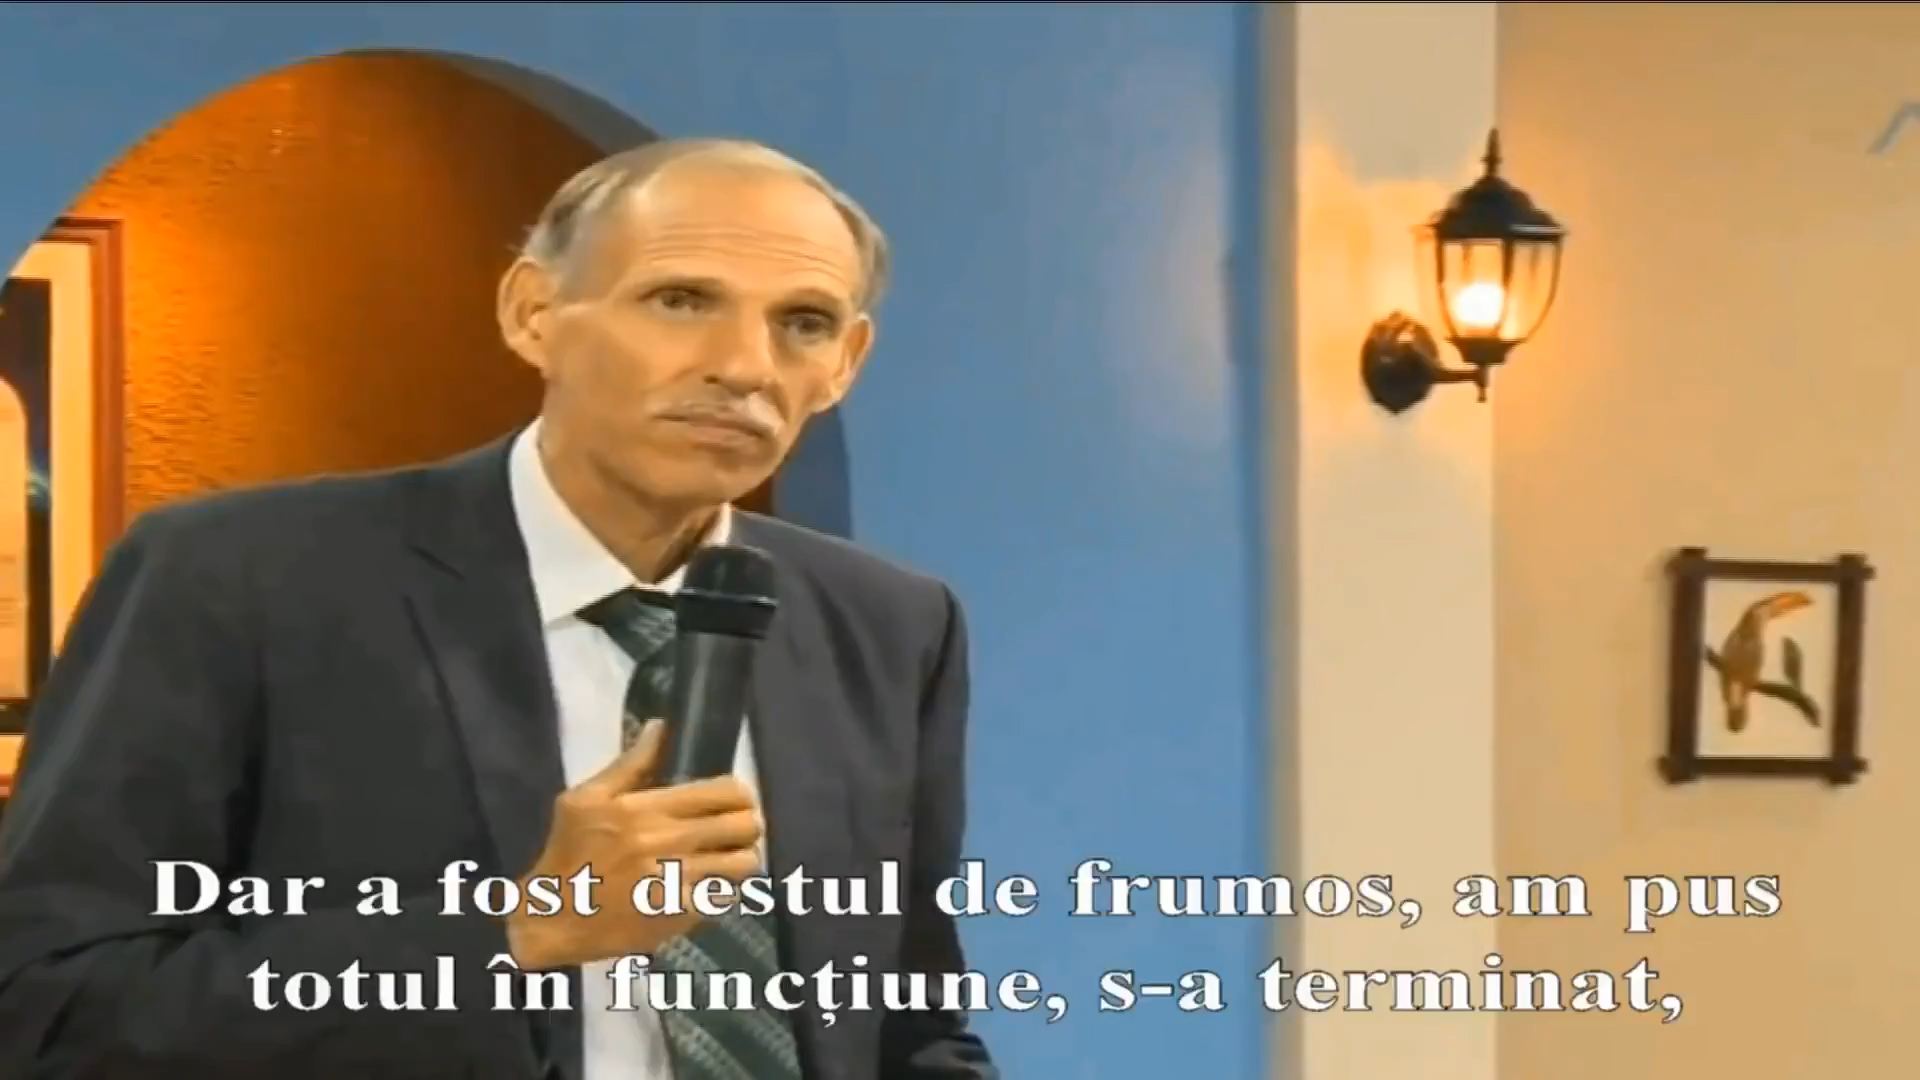 Dar a fost destul de frumos, am pus
totul în funcțiune, s-a terminat,